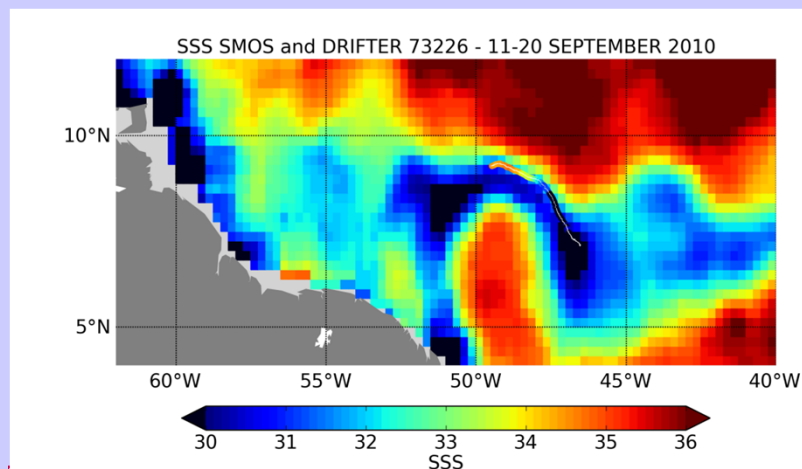 SSS SMOS and DRIFTER 73226 - 11-20 SEPTEMBER 2010
10°N
5°N
60°W 55°W 50°W 45°W 40°W
30 31 32 33 34 35 36
SSS